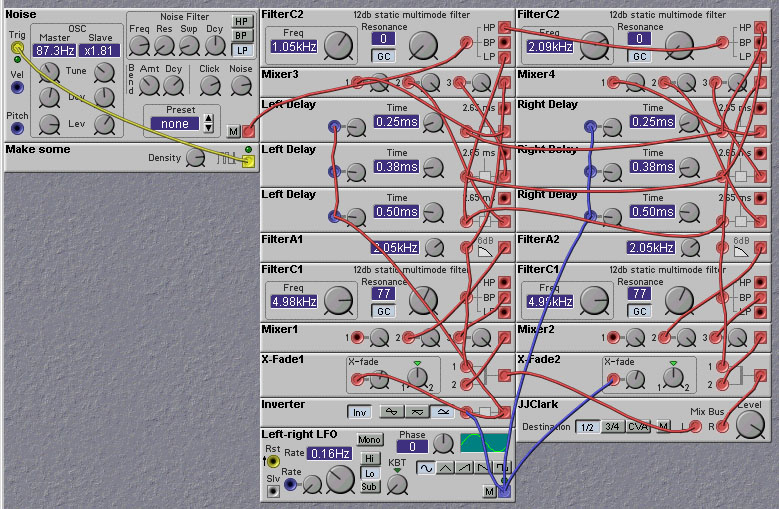 Noise
Noise Filter
HP
BP
LP
Trig
OSC
Master Slave
87.3Hz x1.81
Freq Res Swp Dcy
Vel
Tune
Bend
Amt Dcy Click Noise
Dcy
Pitch
Lev
Preset
none
M
Make some
Density
FilterC2 12db static multimode filter
Freq
1.05kHz
Resonance
0
GC
HP
BP
LP
Mixer3
1 2 3
Left Delay
Time
2.65 ms
0.25ms
Left Delay
Time
2.65 ms
0.38ms
Left Delay
Time
2.65 ms
0.50ms
FilterA1
2.05kHz
6dB
FilterC1 12db static multimode filter
Freq
4.98kHz
Resonance
77
GC
HP
BP
LP
Mixer1
1 2 3
X-Fade1
X-fade
1 2
1
2
Inverter
Inv
Left-right LFO
Mono
Phase
0
Rst
Rate
0.16Hz
Hi
Lo
Sub
Rate
KBT
Slv
M
FilterC2 12db static multimode filter
Freq
2.09kHz
Resonance
0
GC
HP
BP
LP
Mixer4
1 2 3
Right Delay
Time
2.65 ms
0.25ms
Right Delay
Time
2.65 ms
0.38ms
Right Delay
Time
2.65 ms
0.50ms
FilterA2
2.05kHz
6dB
FilterC1 12db static multimode filter
Freq
4.98kHz
Resonance
77
GC
HP
BP
LP
Mixer2
1 2 3
X-Fade2
X-fade
1 2
1
2
JJClark
Mix Bus
Level
Destination 1/2 3/4 CVA M L R